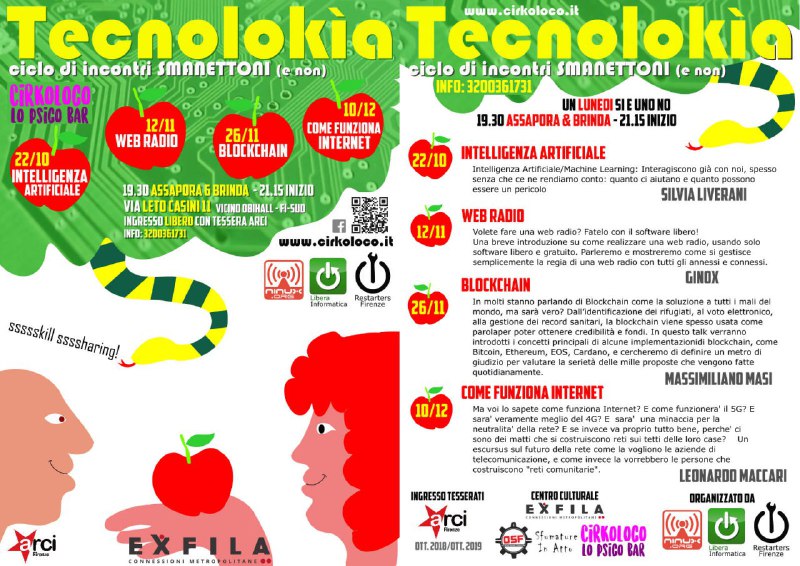 Tecnolokìa
ciclo di incontri SMANETTONI (e non)
CiRKOLOCO
LO PSICO BAR
22/10
INTELLIGENZA
ARTIFICIALE
12/11
WEB RADIO
26/11
BLOCKCHAIN
10/12
COME FUNZIONA
INTERNET
19.30 ASSAPORA & BRINDA - 21.15 INIZIO
VIA LETO CASINI 11 VICINO OBIHALL - FI-SUD
INGRESSO LIBERO CON TESSERA ARCI
INFO: 3200361731
www.cirkoloco.it
NINUX
.ORG
Libera
Informatica
Restarters
Firenze
sssskill ssssharing!
arci
Firenze
EXFILA
CONNESSIONI METROPOLITANE
www.cirkoloco.it
Tecnolokìa
ciclo di incontri SMANETTONI (e non)
INFO: 3200361731
UN LUNEDI SI E UNO NO
19.30 ASSAPORA & BRINDA - 21.15 INIZIO
22/10
INTELLIGENZA ARTIFICIALE
Intelligenza Artificiale/Machine Learning: Interagiscono già con noi, spesso
senza che ce ne rendiamo conto: quanto ci aiutano e quanto possono
essere un pericolo
SILVIA LIVERANI
12/11
WEB RADIO
Volete fare una web radio? Fatelo con il software libero!
Una breve introduzione su come realizzare una web radio, usando solo
software libero e gratuito. Parleremo e mostreremo come si gestisce
semplicemente la regia di una web radio con tutti gli annessi e connessi.
GINOX
26/11
BLOCKCHAIN
In molti stanno parlando di Blockchain come la soluzione a tutti i mali del
mondo, ma sarà vero? Dall'identificazione dei rifugiati, al voto elettronico,
alla gestione dei record sanitari, la blockchain viene spesso usata come
parolaper poter ottenere credibilità e fondi. In questo talk verranno
introdotti i concetti principali di alcune implementazionidi blockchain, come
Bitcoin, Ethereum, EOS, Cardano, e cercheremo di definire un metro di
giudizio per valutare la serietà delle mille proposte che vengono fatte
quotidianamente.
MASSIMILIANO MASI
10/12
COME FUNZIONA INTERNET
Ma voi lo sapete come funziona Internet? E come funzionera' il 5G? E
sara' veramente meglio del 4G? E sara' una minaccia per la
neutralita' della rete? E se invece va proprio tutto bene, perche' ci
sono dei matti che si costruiscono reti sui tetti delle loro case? Un
escursus sul futuro della rete come la vogliono le aziende di
telecomunicazione, e come invece la vorrebbero le persone che
costruiscono "reti comunitarie".
LEONARDO MACCARI
INGRESSO TESSERATI
arci
Firenze
OTT. 2018/OTT. 2019
CENTRO CULTURALE
EXFILA
CONNESSIONI METROPOLITANE
OSF
Sfumature
In Atto
CiRKOLOCO
LO PSICO BAR
ORGANIZZATO DA
NINUX
.ORG
Libera
Informatica
Restarters
Firenze